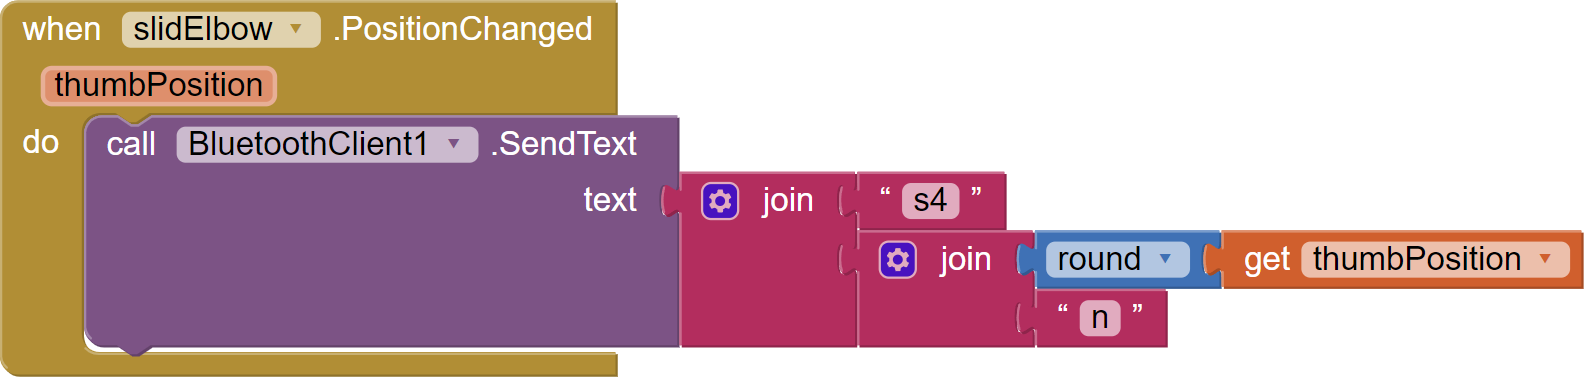 when slidElbow .PositionChanged
thumbPosition
do call BluetoothClient1 .SendText
text join “ s4 ”
join round get thumbPosition
“ n ”